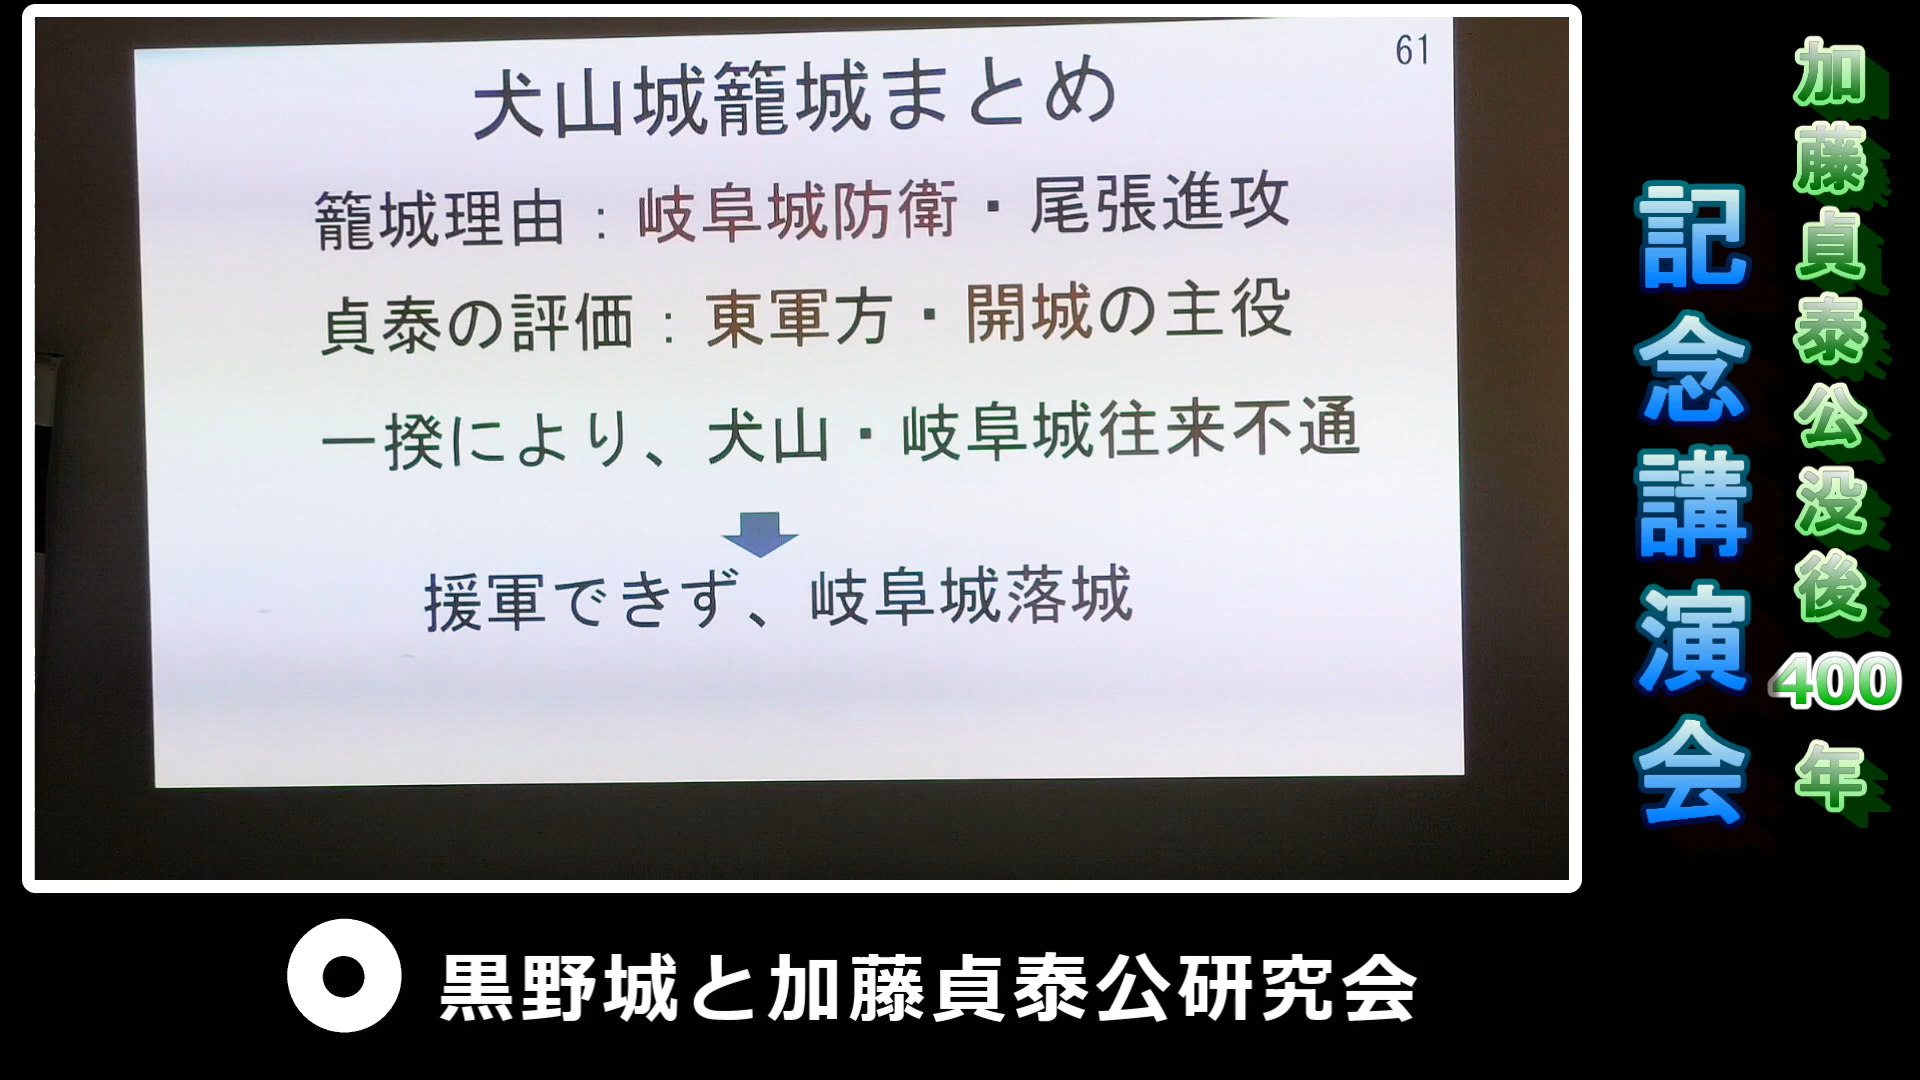 61
犬山城籠城まとめ
籠城理由：岐阜城防衛・尾張進攻
貞泰の評価：東軍方・開城の主役
一揆により、犬山・岐阜城往来不通
援軍できず、岐阜城落城
加藤貞泰公没後400年
記念講演会
黒野城と加藤貞泰公研究会